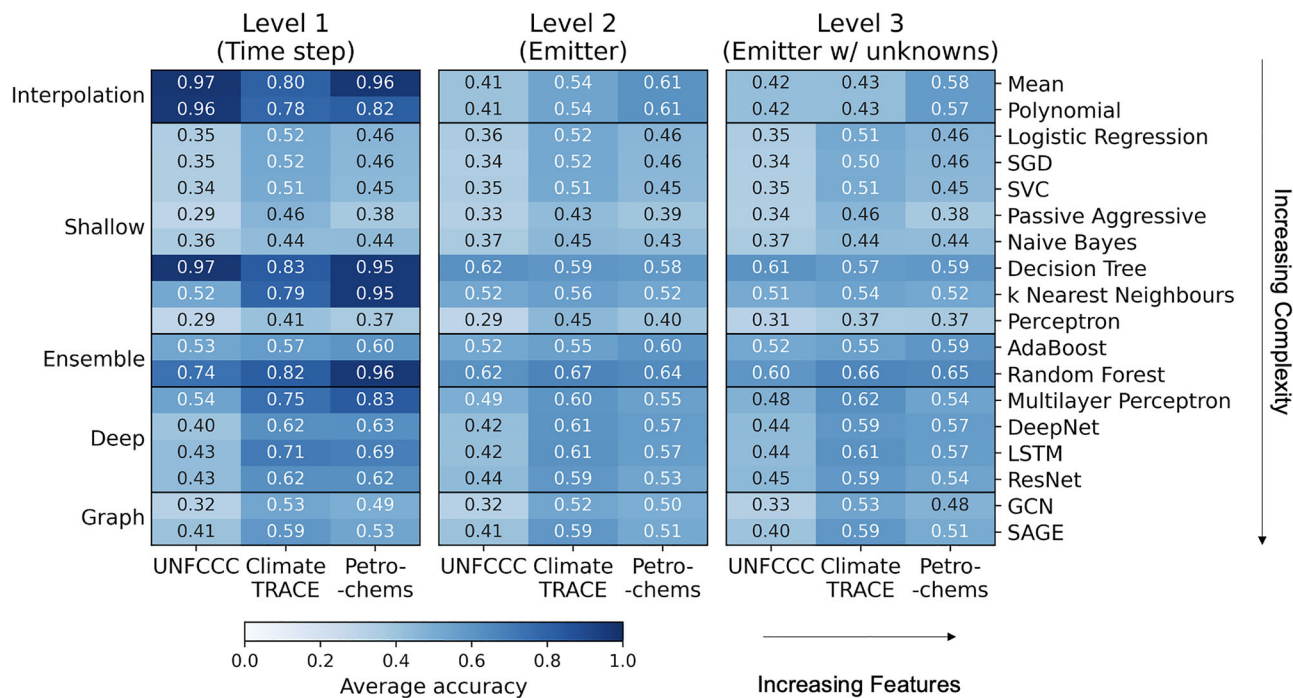 Level 1
(Time step)
Level 2
(Emitter)
Level 3
(Emitter w/ unknowns)
Interpolation
Shallow
Ensemble
Deep
Graph
0.97 0.80 0.96 0.41 0.54 0.61 0.42 0.43 0.58 Mean
0.96 0.78 0.82 0.41 0.54 0.61 0.42 0.43 0.57 Polynomial
0.35 0.52 0.46 0.36 0.52 0.46 0.35 0.51 0.46 Logistic Regression
0.35 0.52 0.46 0.34 0.52 0.46 0.34 0.50 0.46 SGD
0.34 0.51 0.45 0.35 0.51 0.45 0.35 0.51 0.45 SVC
0.29 0.46 0.38 0.33 0.43 0.39 0.34 0.46 0.38 Passive Aggressive
0.36 0.44 0.44 0.37 0.45 0.43 0.37 0.44 0.44 Naive Bayes
0.97 0.83 0.95 0.62 0.59 0.58 0.61 0.57 0.59 Decision Tree
0.52 0.79 0.95 0.52 0.56 0.52 0.51 0.54 0.52 k Nearest Neighbours
0.29 0.41 0.37 0.29 0.45 0.40 0.31 0.37 0.37 Perceptron
0.53 0.57 0.60 0.52 0.55 0.60 0.52 0.55 0.59 AdaBoost
0.74 0.82 0.96 0.62 0.67 0.64 0.60 0.66 0.65 Random Forest
0.54 0.75 0.83 0.49 0.60 0.55 0.48 0.62 0.54 Multilayer Perceptron
0.40 0.62 0.63 0.42 0.61 0.57 0.44 0.59 0.57 DeepNet
0.43 0.71 0.69 0.42 0.61 0.57 0.44 0.61 0.57 LSTM
0.43 0.62 0.62 0.44 0.59 0.53 0.45 0.59 0.54 ResNet
0.32 0.53 0.49 0.32 0.52 0.50 0.33 0.53 0.48 GCN
0.41 0.59 0.53 0.41 0.59 0.51 0.40 0.59 0.51 SAGE
Increasing Complexity
UNFCCC Climate Petro-
TRACE -chems
UNFCCC Climate Petro-
TRACE -chems
UNFCCC Climate Petro-
TRACE -chems
0.0 0.2 0.4 0.6 0.8 1.0
Average accuracy
Increasing Features